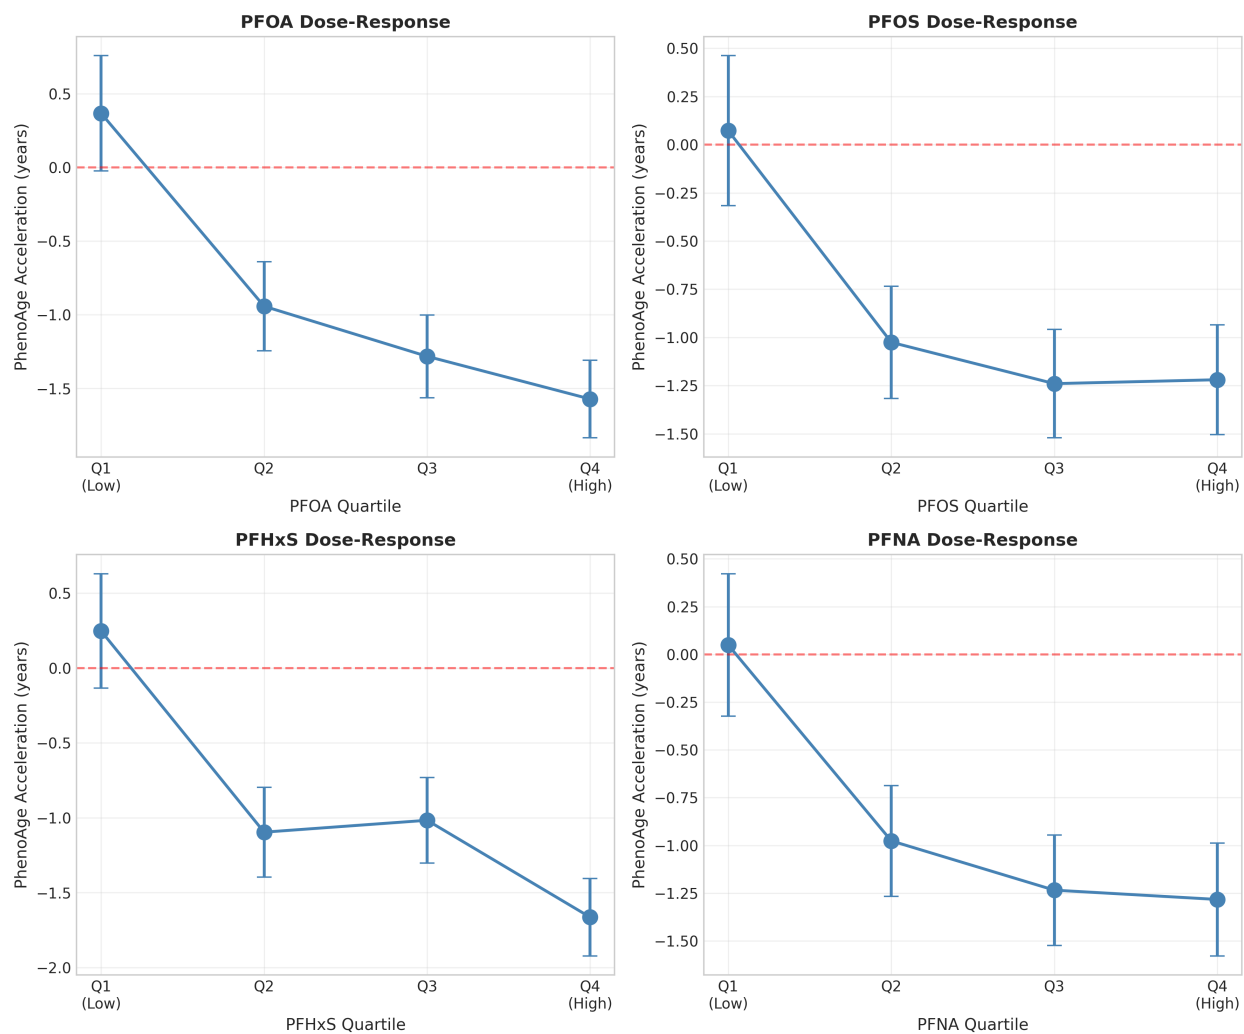 PFOA Dose-Response
PhenoAge Acceleration (years)
0.5
0.0
−0.5
−1.0
−1.5
Q1
(Low)
Q2
Q3
Q4
(High)
PFOA Quartile
PFOS Dose-Response
PhenoAge Acceleration (years)
0.50
0.25
0.00
−0.25
−0.50
−0.75
−1.00
−1.25
−1.50
Q1
(Low)
Q2
Q3
Q4
(High)
PFOS Quartile
PFHxS Dose-Response
PhenoAge Acceleration (years)
0.5
0.0
−0.5
−1.0
−1.5
−2.0
Q1
(Low)
Q2
Q3
Q4
(High)
PFHxS Quartile
PFNA Dose-Response
PhenoAge Acceleration (years)
0.50
0.25
0.00
−0.25
−0.50
−0.75
−1.00
−1.25
−1.50
Q1
(Low)
Q2
Q3
Q4
(High)
PFNA Quartile